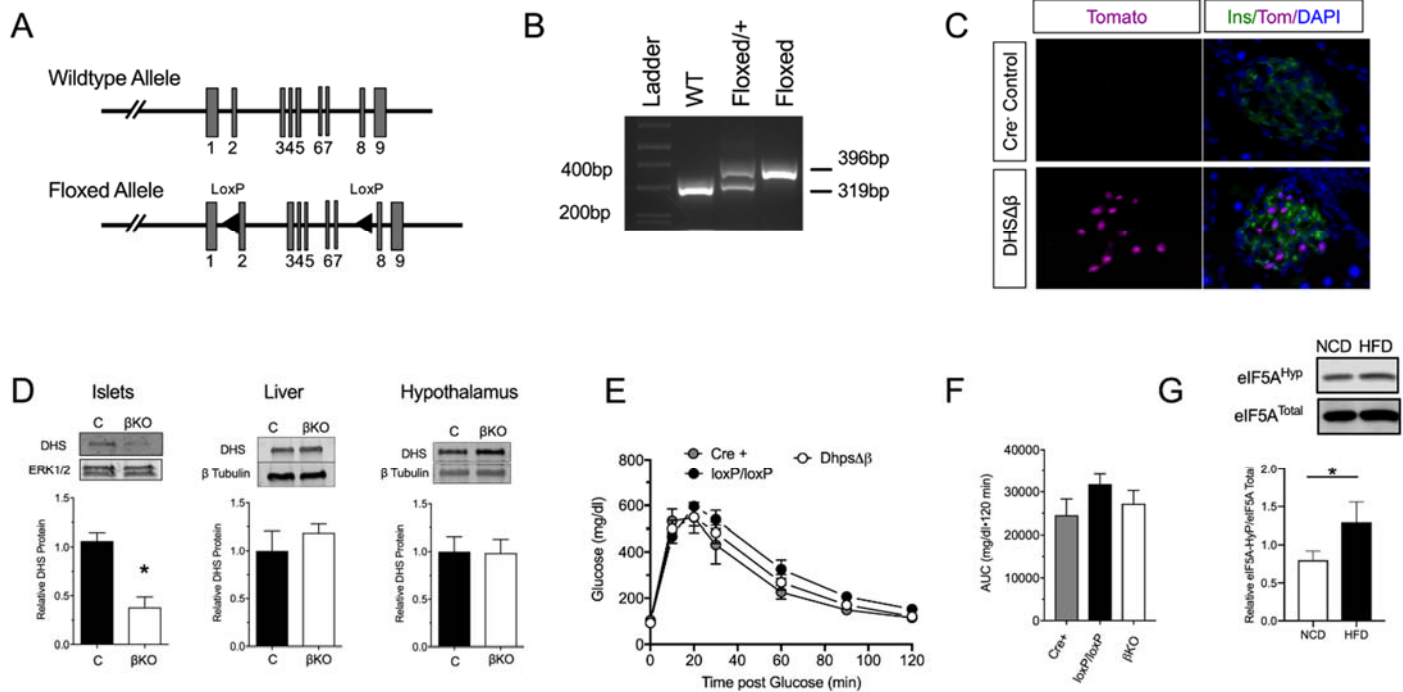 A
Wildtype Allele
1 2 345 67 8 9
Floxed Allele
LoxP LoxP
1 2 345 67 8 9
B
Ladder
WT
Floxed/+
Floxed
400bp
200bp
396bp
319bp
C
Tomato
Ins/Tom/DAPI
Cre- Control
DHSΔβ
D
Islets
C βKO
DHS
ERK1/2
Relative DHS Protein
1.5
1.0
0.5
0.0
*
C βKO
Liver
C βKO
DHS
β Tubulin
Relative DHS Protein
1.5
1.0
0.5
0.0
C βKO
Hypothalamus
C βKO
DHS
β Tubulin
Relative DHS Protein
1.5
1.0
0.5
0.0
C βKO
E
Cre +
loxP/loxP
DhpsΔβ
Glucose (mg/dl)
800
600
400
200
0
0 20 40 60 80 100 120
Time post Glucose (min)
F
AUC (mg/dl•120 min)
40000
30000
20000
10000
Cre+
loxP/loxP
βKO
G
NCD HFD
eIF5AHyp
eIF5ATotal
Relative eIF5A-HyP/eIF5A Total
2.0
1.5
1.0
0.5
0.0
*
NCD HFD